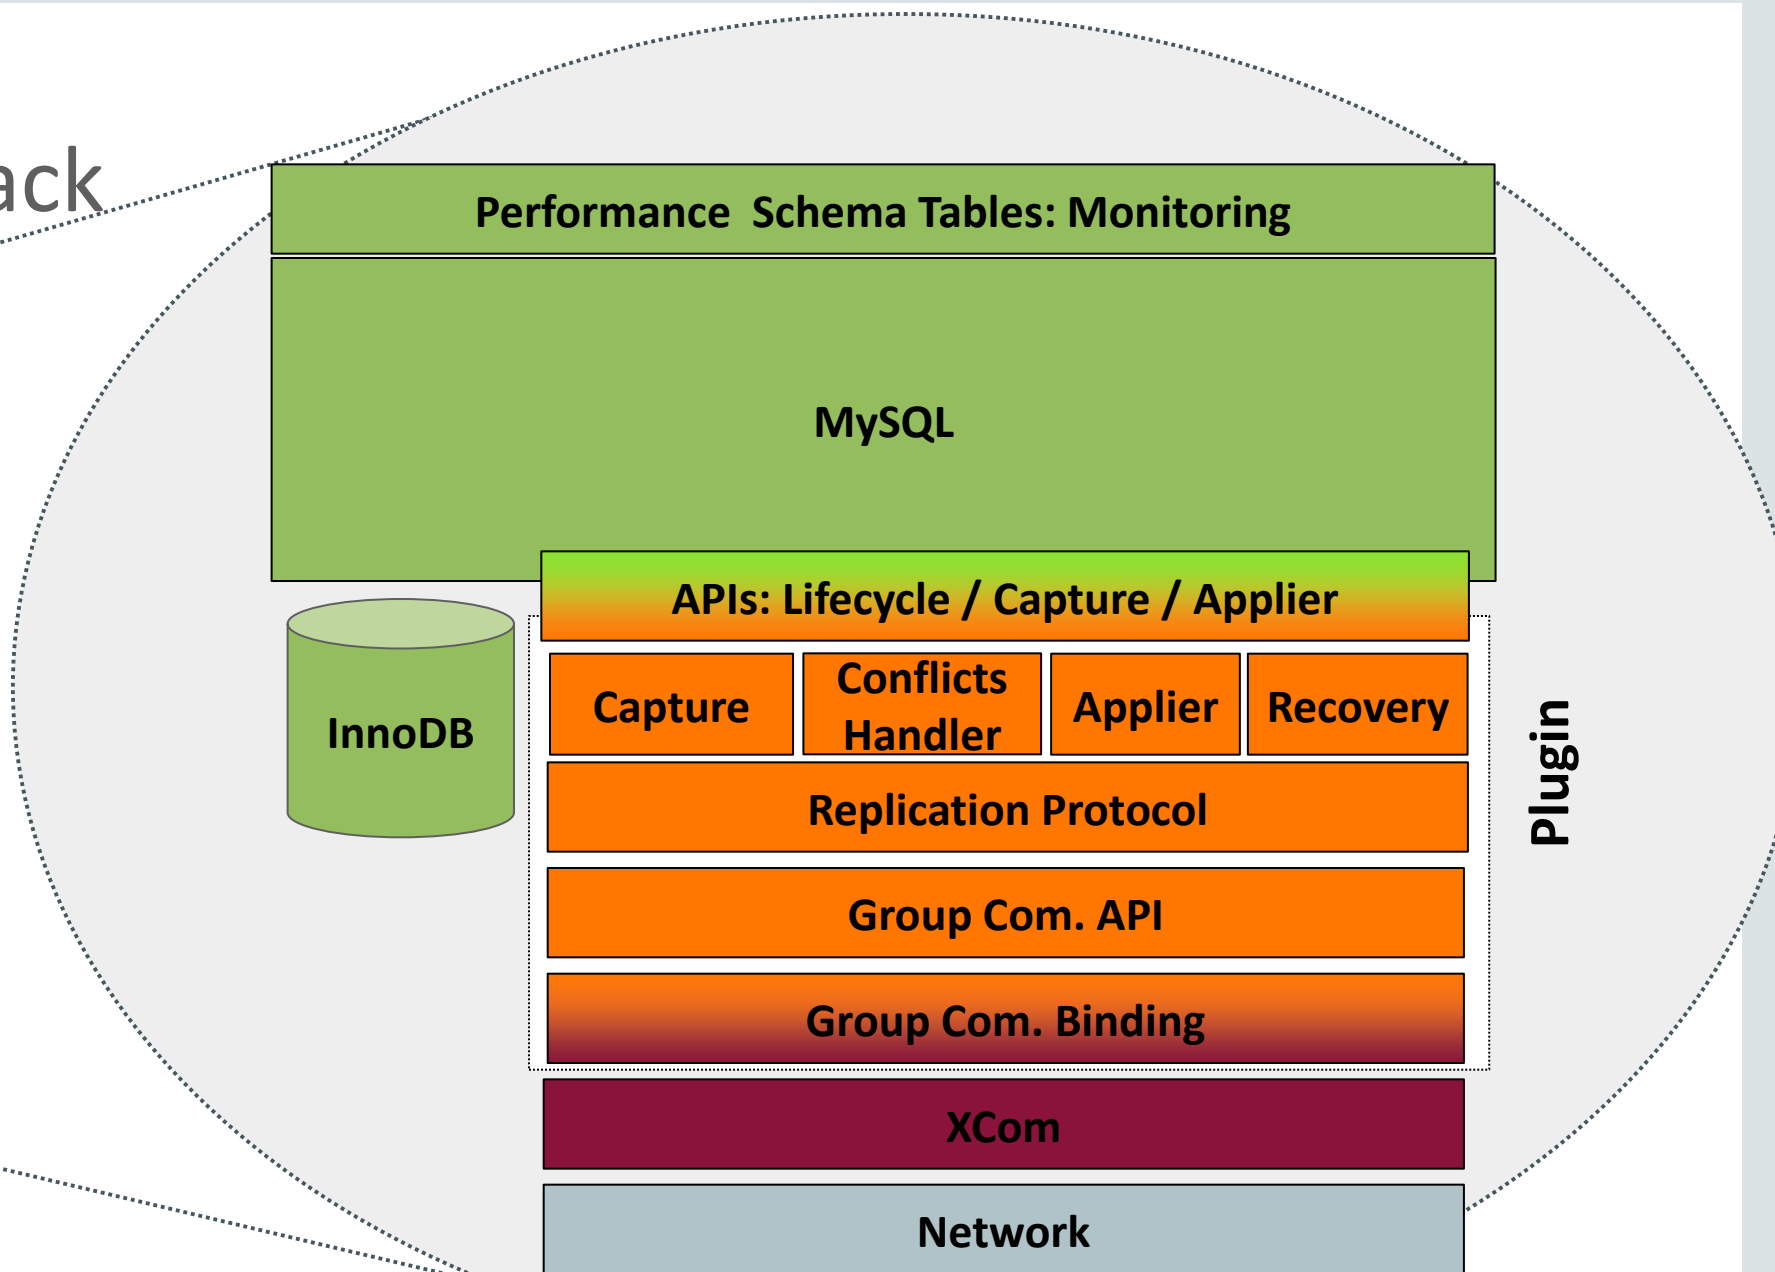 ack
Performance Schema Tables: Monitoring
MySQL
APIs: Lifecycle / Capture / Applier
InnoDB
Capture
Conflicts
Handler
Applier
Recovery
Plugin
Replication Protocol
Group Com. API
Group Com. Binding
XCom
Network